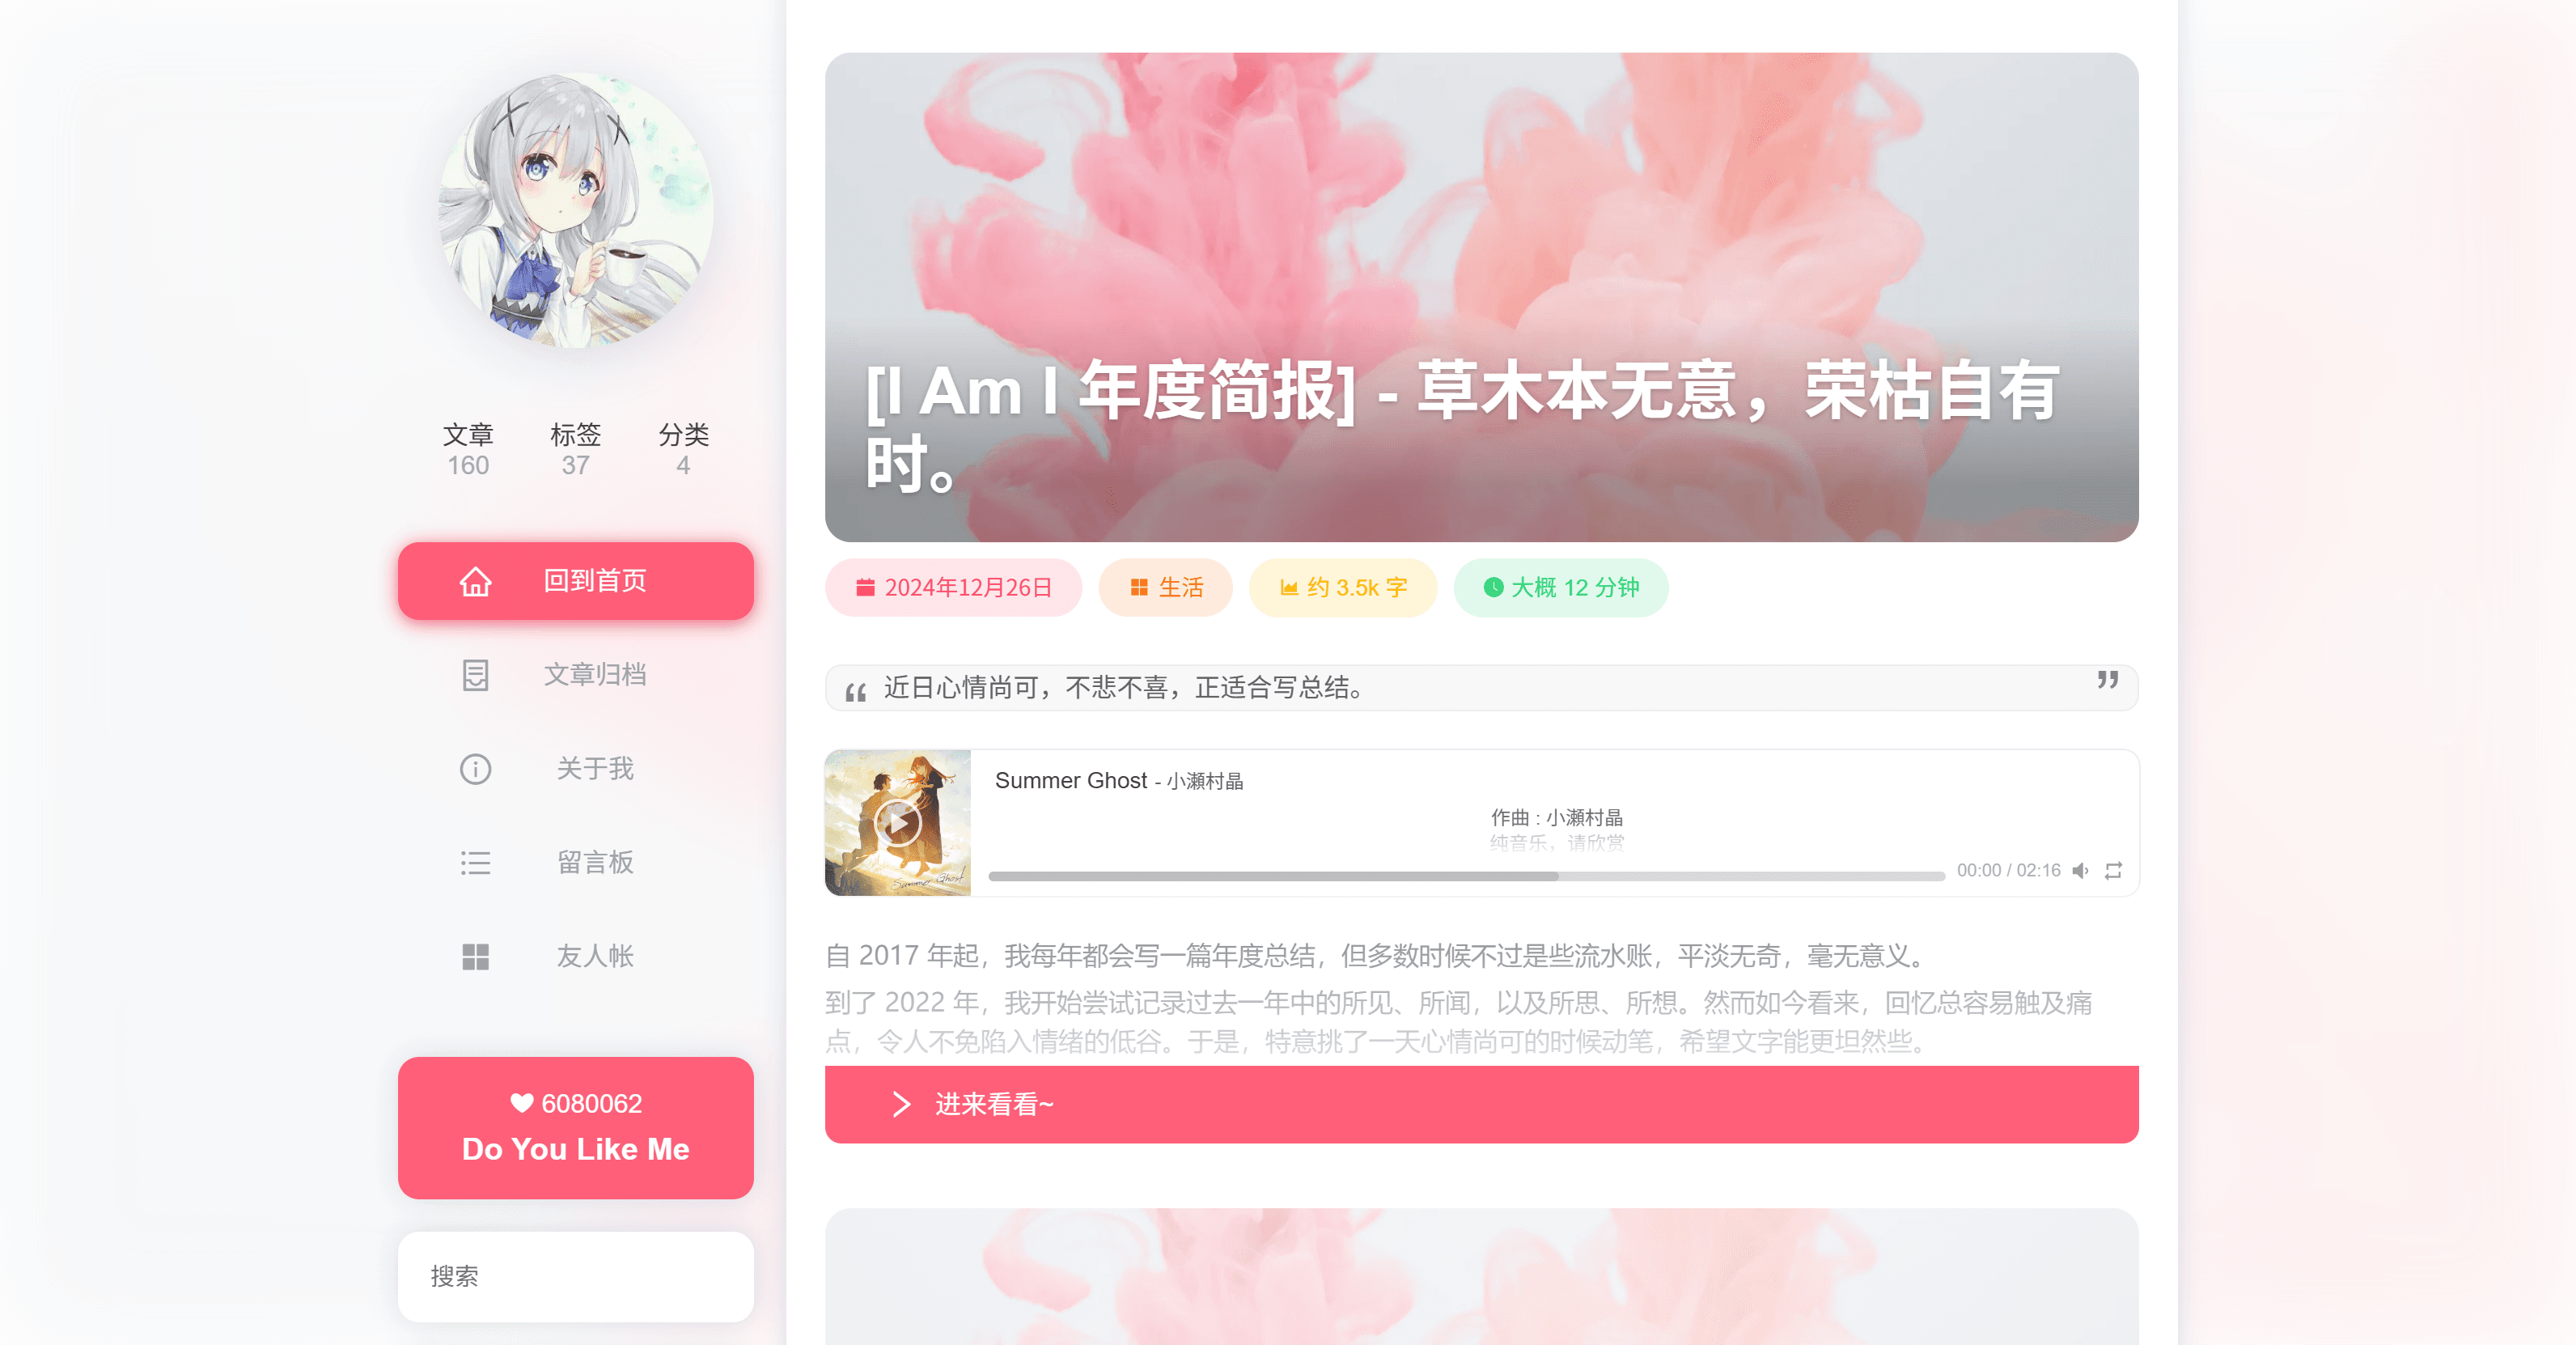 文章 标签 分类
160 37 4
回到首页
文章归档
关于我
留言板
友人帐
6080062
Do You Like Me
搜索
[I Am I 年度简报] - 草木本无意，荣枯自有
时。
2024年12月26日 生活 约 3.5k 字 大概 12 分钟
“ 近日心情尚可，不悲不喜，正适合写总结。 ”
Summer Ghost
Summer Ghost - 小瀬村晶
作曲 : 小瀬村晶
纯音乐，请欣赏
00:00 / 02:16
自 2017 年起，我每年都会写一篇年度总结，但多数时候不过是些流水账，平淡无奇，毫无意义。
到了 2022 年，我开始尝试记录过去一年中的所见、所闻，以及所思、所想。然而如今看来，回忆总容易触及痛
点，令人不免陷入情绪的低谷。于是，特意挑了一天心情尚可的时候动笔，希望文字能更坦然些。
进来看看~